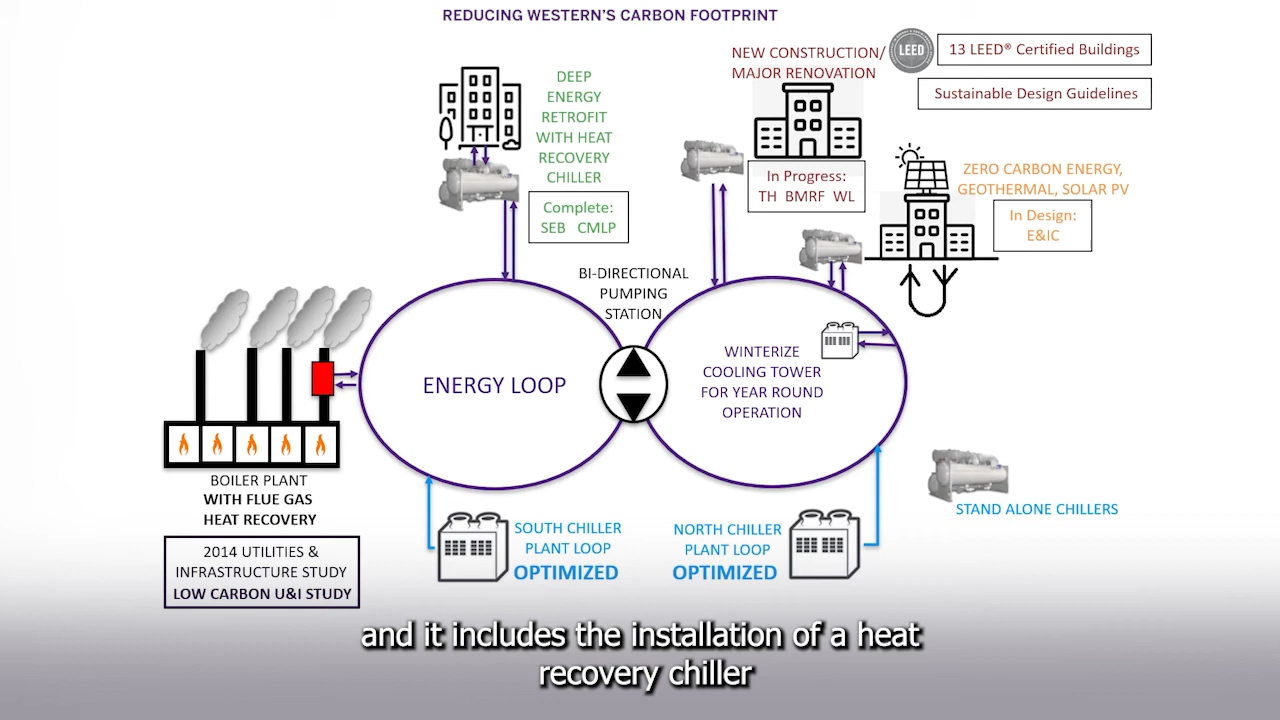 REDUCING WESTERN'S CARBON FOOTPRINT
DEEP
ENERGY
RETROFIT
WITH HEAT
RECOVERY
CHILLER
Complete:
SEB CMLP
NEW CONSTRUCTION/
MAJOR RENOVATION
In Progress:
TH BMRF WL
LEED
13 LEED® Certified Buildings
Sustainable Design Guidelines
ZERO CARBON ENERGY,
GEOTHERMAL, SOLAR PV
In Design:
E&IC
BI-DIRECTIONAL
PUMPING
STATION
ENERGY LOOP
WINTERIZE
COOLING TOWER
FOR YEAR ROUND
OPERATION
BOILER PLANT
WITH FLUE GAS
HEAT RECOVERY
2014 UTILITIES &
INFRASTRUCTURE STUDY
LOW CARBON U&I STUDY
SOUTH CHILLER
PLANT LOOP
OPTIMIZED
NORTH CHILLER
PLANT LOOP
OPTIMIZED
STAND ALONE CHILLERS
and it includes the installation of a heat
recovery chiller